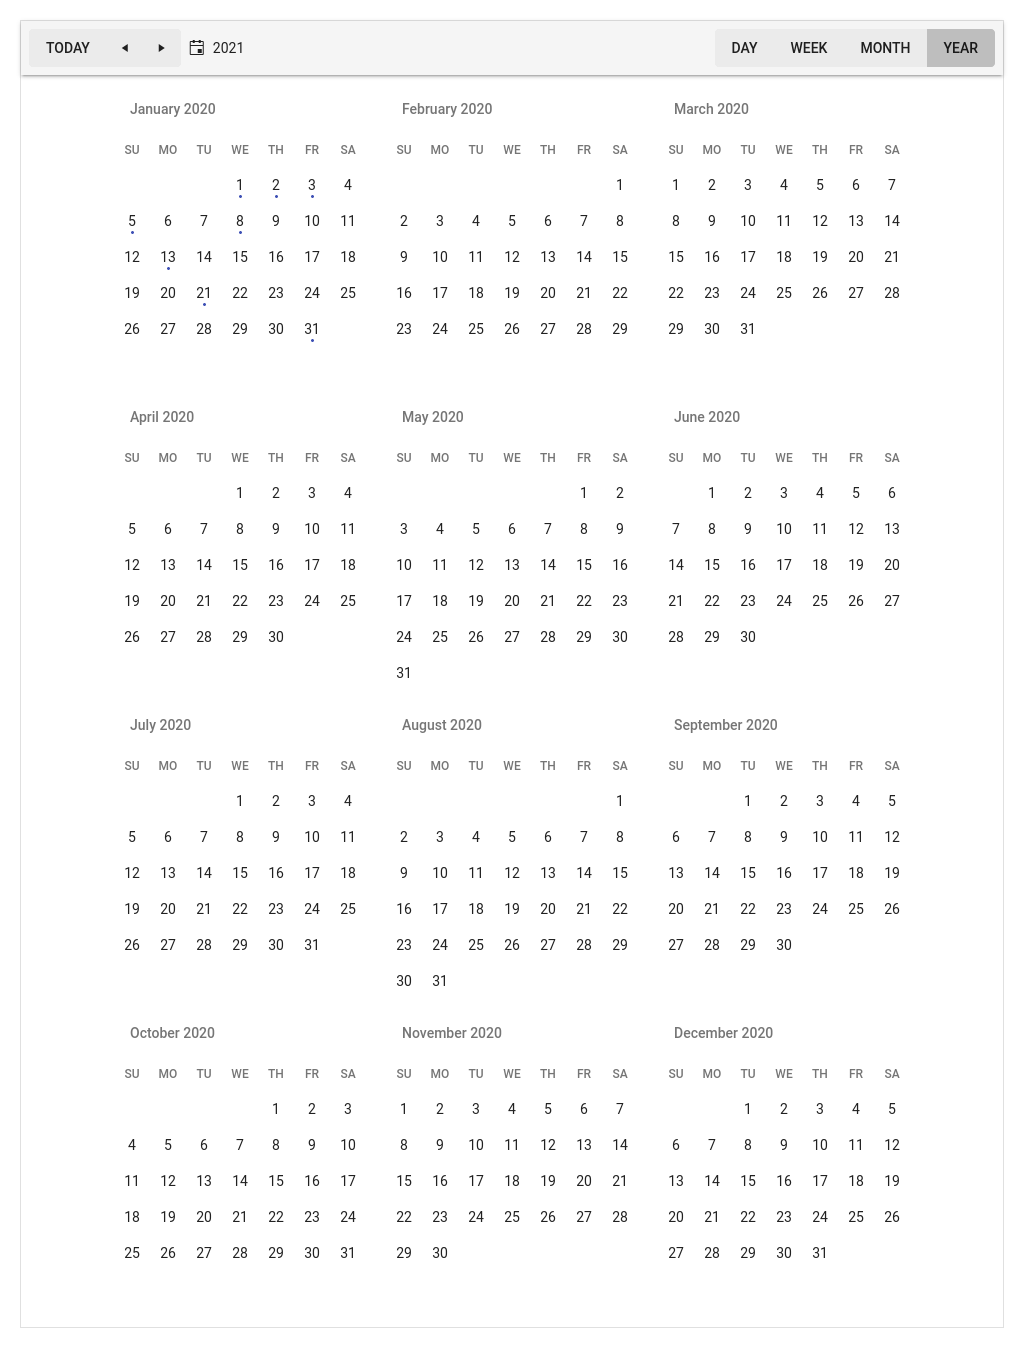 TODAY 2021 DAY WEEK MONTH YEAR
January 2020 February 2020 March 2020
SU MO TU WE TH FR SA SU MO TU WE TH FR SA SU MO TU WE TH FR SA
1 2 3 4 1 1 2 3 4 5 6 7
5 6 7 8 9 10 11 2 3 4 5 6 7 8 8 9 10 11 12 13 14
12 13 14 15 16 17 18 9 10 11 12 13 14 15 15 16 17 18 19 20 21
19 20 21 22 23 24 25 16 17 18 19 20 21 22 22 23 24 25 26 27 28
26 27 28 29 30 31 23 24 25 26 27 28 29 29 30 31
April 2020 May 2020 June 2020
SU MO TU WE TH FR SA SU MO TU WE TH FR SA SU MO TU WE TH FR SA
1 2 3 4 1 2 1 2 3 4 5 6
5 6 7 8 9 10 11 3 4 5 6 7 8 9 7 8 9 10 11 12 13
12 13 14 15 16 17 18 10 11 12 13 14 15 16 14 15 16 17 18 19 20
19 20 21 22 23 24 25 17 18 19 20 21 22 23 21 22 23 24 25 26 27
26 27 28 29 30 24 25 26 27 28 29 30 28 29 30
31
July 2020 August 2020 September 2020
SU MO TU WE TH FR SA SU MO TU WE TH FR SA SU MO TU WE TH FR SA
1 2 3 4 1 1 2 3 4 5
5 6 7 8 9 10 11 2 3 4 5 6 7 8 6 7 8 9 10 11 12
12 13 14 15 16 17 18 9 10 11 12 13 14 15 13 14 15 16 17 18 19
19 20 21 22 23 24 25 16 17 18 19 20 21 22 20 21 22 23 24 25 26
26 27 28 29 30 31 23 24 25 26 27 28 29 27 28 29 30
30 31
October 2020 November 2020 December 2020
SU MO TU WE TH FR SA SU MO TU WE TH FR SA SU MO TU WE TH FR SA
1 2 3 1 2 3 4 5 6 7 1 2 3 4 5
4 5 6 7 8 9 10 8 9 10 11 12 13 14 6 7 8 9 10 11 12
11 12 13 14 15 16 17 15 16 17 18 19 20 21 13 14 15 16 17 18 19
18 19 20 21 22 23 24 22 23 24 25 26 27 28 20 21 22 23 24 25 26
25 26 27 28 29 30 31 29 30 27 28 29 30 31